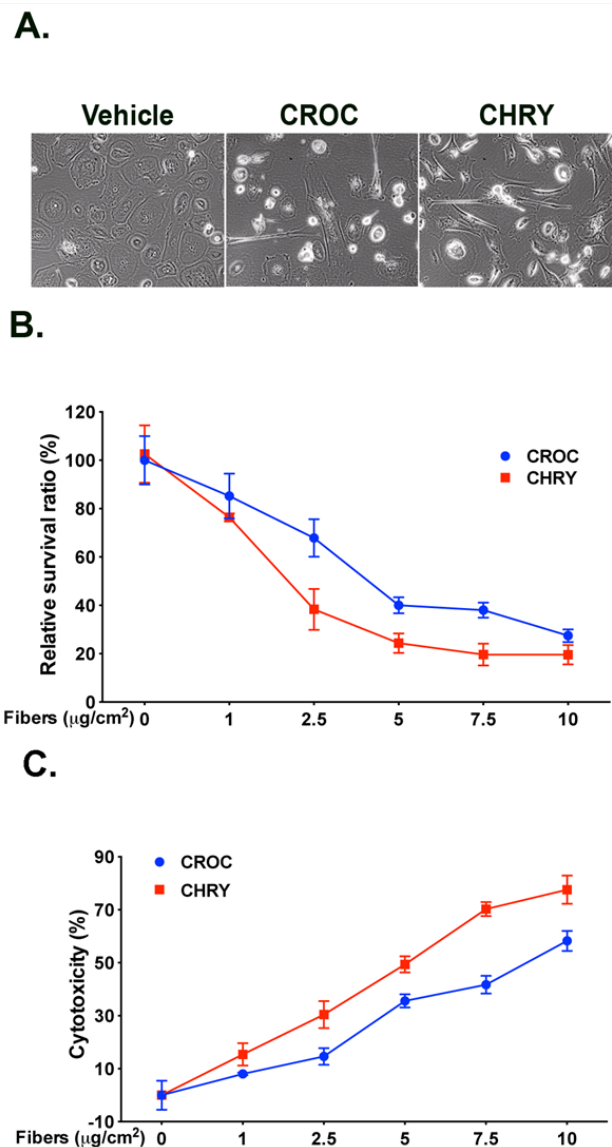 A.
Vehicle CROC CHRY
B.
120
100
80
60
40
20
0
Relative survival ratio (%)
CROC
CHRY
Fibers (μg/cm²) 0 1 2.5 5 7.5 10
C.
90
70
50
30
10
-10
Cytotoxicity (%)
CROC
CHRY
Fibers (μg/cm²) 0 1 2.5 5 7.5 10